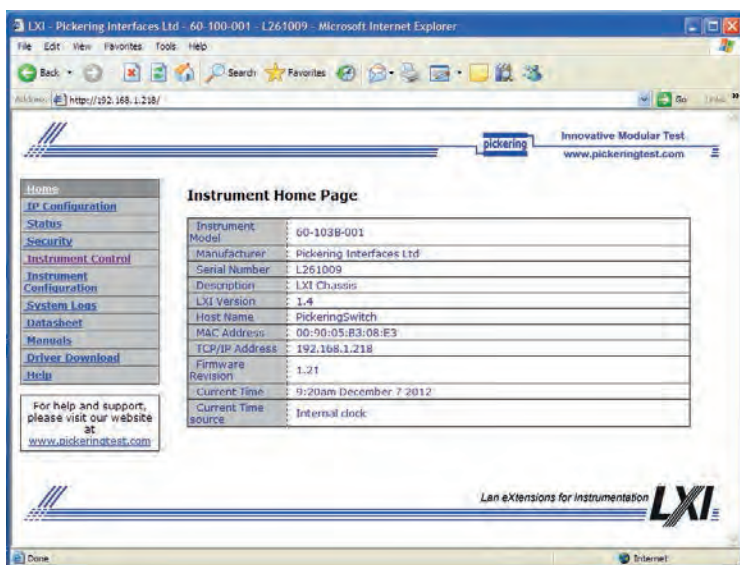 LXI - Pickering Interfaces Ltd - 60-100-001 - L261009 - Microsoft Internet Explorer
File Edit View Favorites Tools Help
Back Search Favorites
Address http://192.168.1.218/ Go
pickering
Innovative Modular Test
www.pickeringtest.com
Home
IP Configuration
Status
Security
Instrument Control
Instrument
Configuration
System Logs
Datasheet
Manuals
Driver Download
Help
For help and support,
please visit our website
at
www.pickeringtest.com
Instrument Home Page
Instrument
Model 60-103B-001
Manufacturer Pickering Interfaces Ltd
Serial Number L261009
Description LXI Chassis
LXI Version 1.4
Host Name PickeringSwitch
MAC Address 00:90:05:B3:08:E3
TCP/IP Address 192.168.1.218
Firmware
Revision 1.21
Current Time 9:20am December 7 2012
Current Time
source Internal clock
Lan eXtensions for Instrumentation LXI
Done Internet